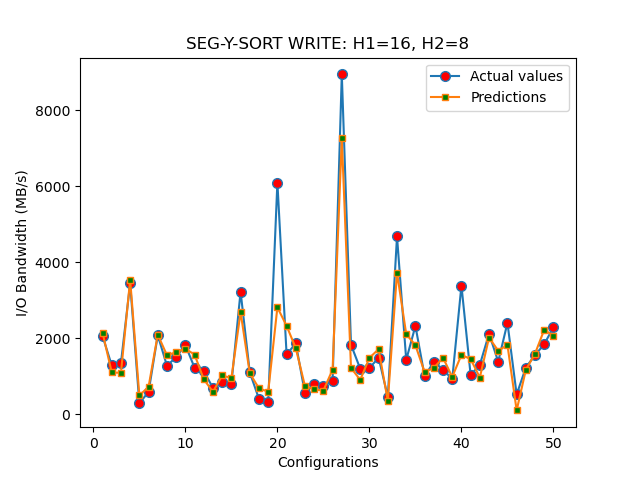 SEG-Y-SORT WRITE: H1=16, H2=8
Actual values
Predictions
I/O Bandwidth (MB/s)
8000
6000
4000
2000
0
0 10 20 30 40 50
Configurations